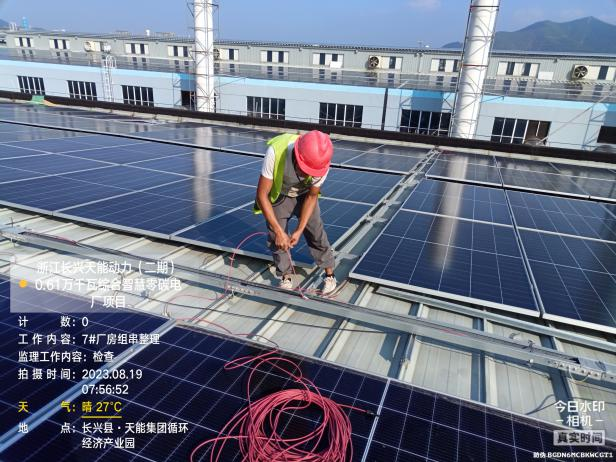 浙江长兴天能动力（二期）
0.61万千瓦综合智慧零碳电
厂项目
计　　数：0
工作内容：7#厂房组串整理
监理工作内容：检查
拍摄时间：2023.08.19
07:56:52
天　　气：晴 27℃
地　　点：长兴县·天能集团循环
经济产业园
今日水印
相机
真实时间
防伪 BGDN6MCBKWCGT1